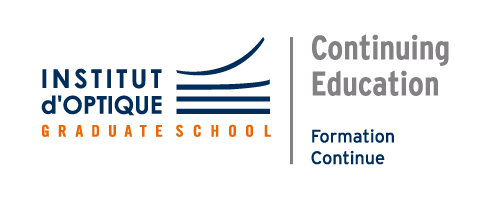 INSTITUT
d'OPTIQUE
GRADUATE SCHOOL
Continuing
Education
Formation
Continue